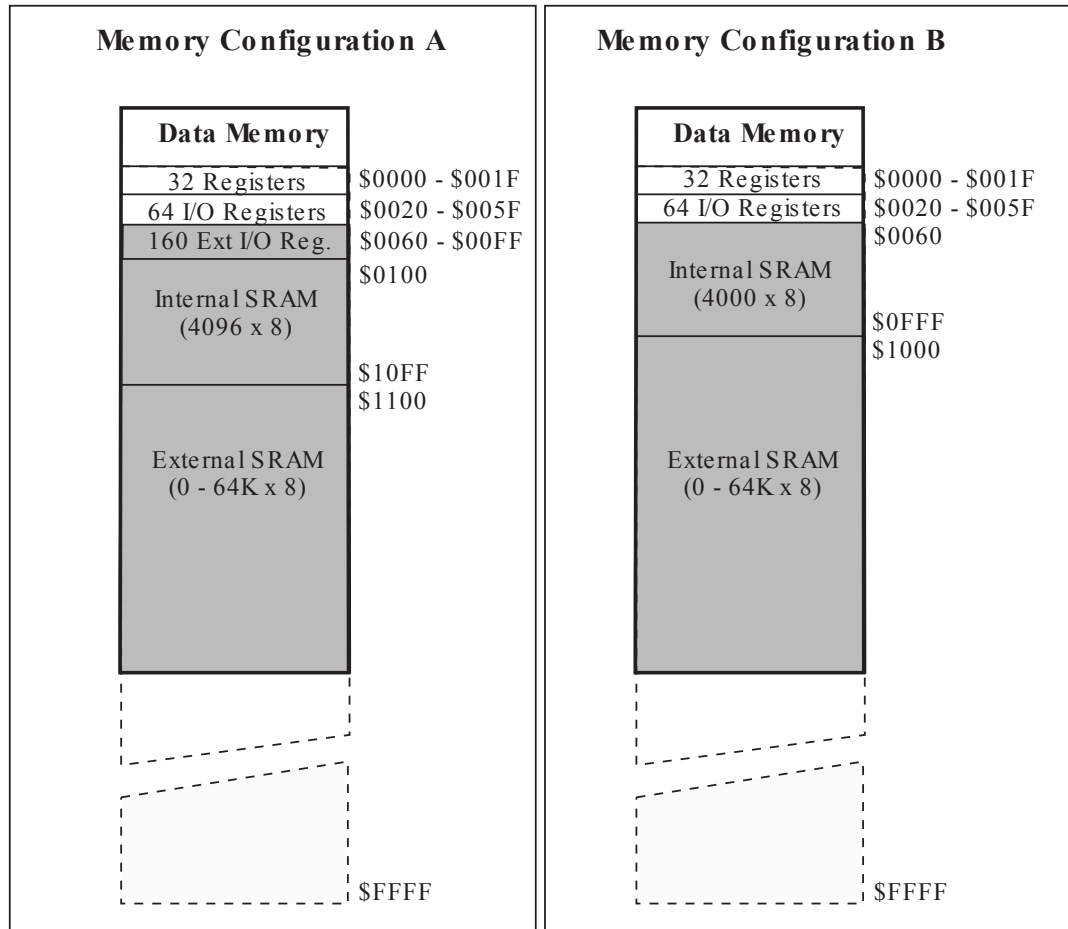 Memory Configuration A
Data Memory
32 Registers
$0000 - $001F
64 I/O Registers
$0020 - $005F
160 Ext I/O Reg.
$0060 - $00FF
$0100
Internal SRAM
(4096 x 8)
$10FF
$1100
External SRAM
(0 - 64K x 8)
$FFFF
Memory Configuration B
Data Memory
32 Registers
$0000 - $001F
64 I/O Registers
$0020 - $005F
$0060
Internal SRAM
(4000 x 8)
$0FFF
$1000
External SRAM
(0 - 64K x 8)
$FFFF